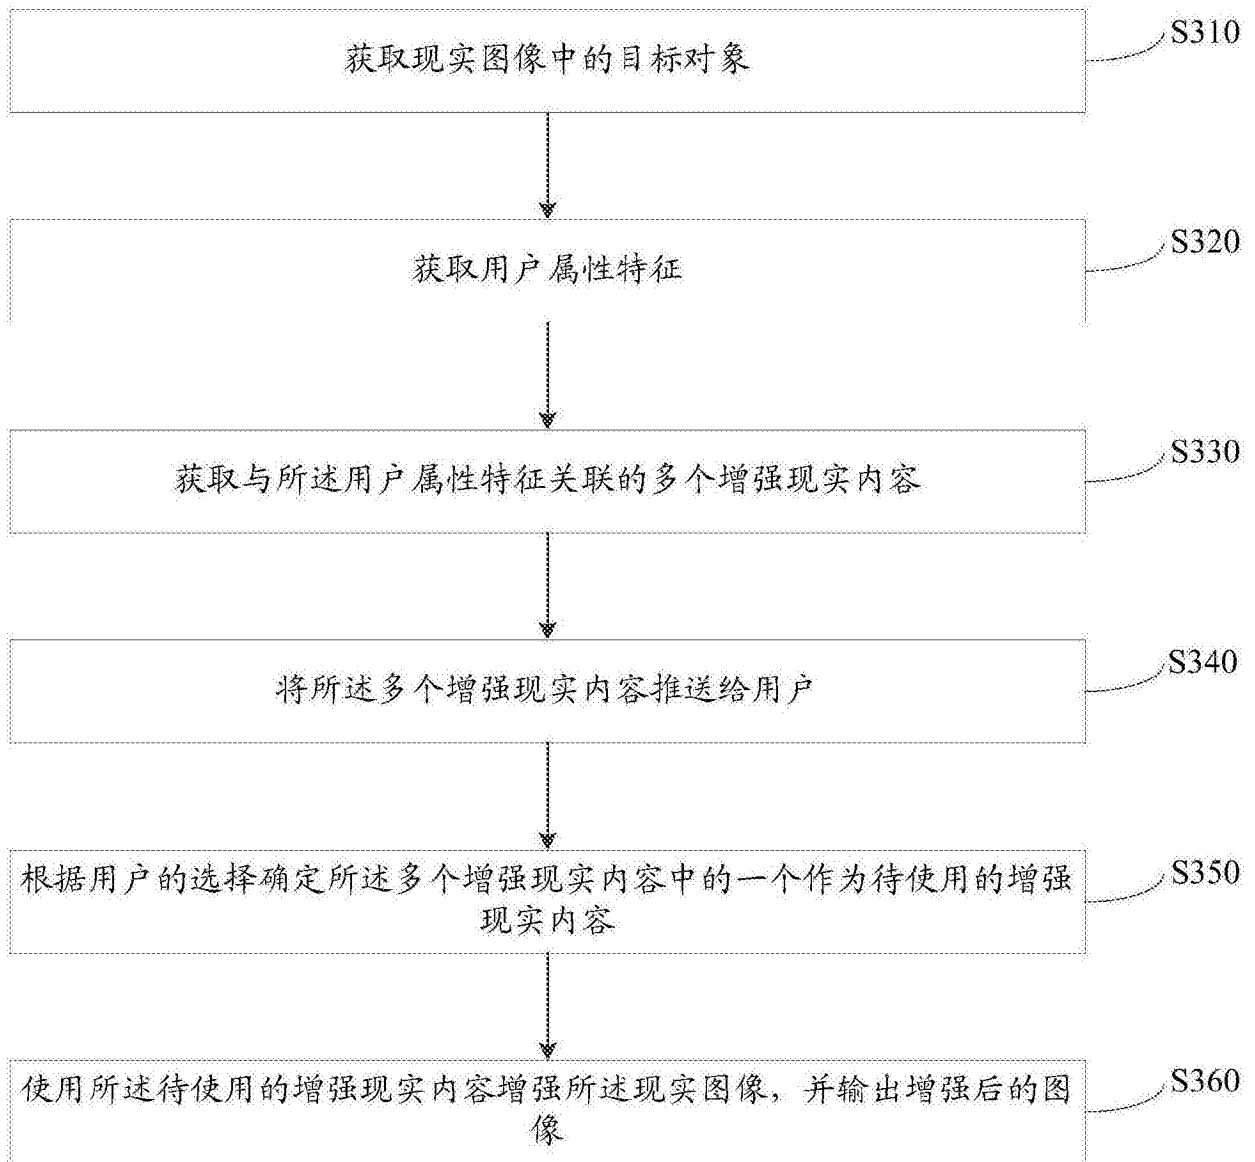 获取现实图像中的目标对象
S310
获取用户属性特征
S320
获取与所述用户属性特征关联的多个增强现实内容
S330
将所述多个增强现实内容推送给用户
S340
根据用户的选择确定所述多个增强现实内容中的一个作为待使用的增强
现实内容
S350
使用所述待使用的增强现实内容增强所述现实图像，并输出增强后的图
像
S360